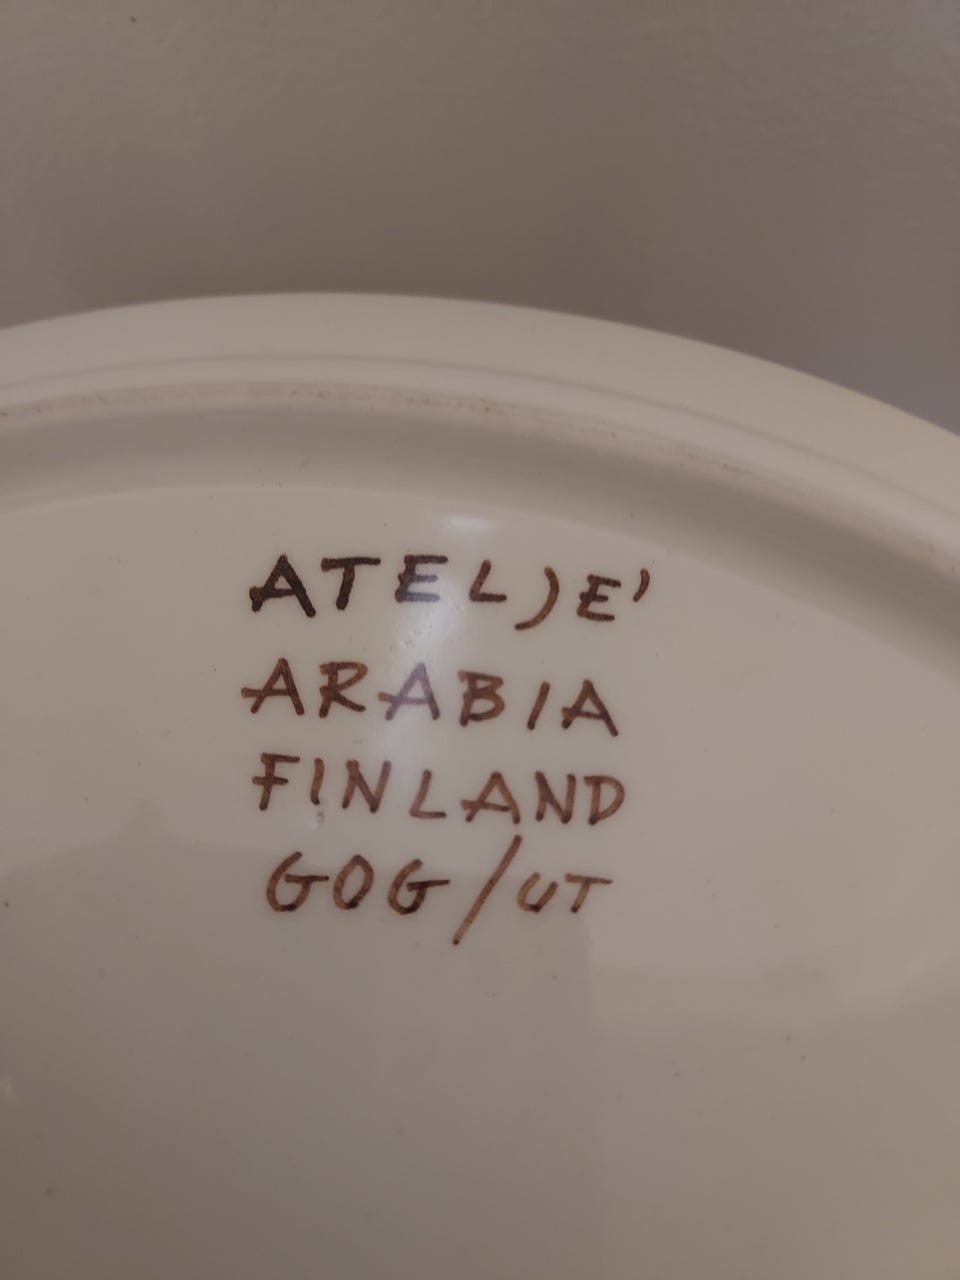 ATELJE'
ARABIA
FINLAND
GOG/UT